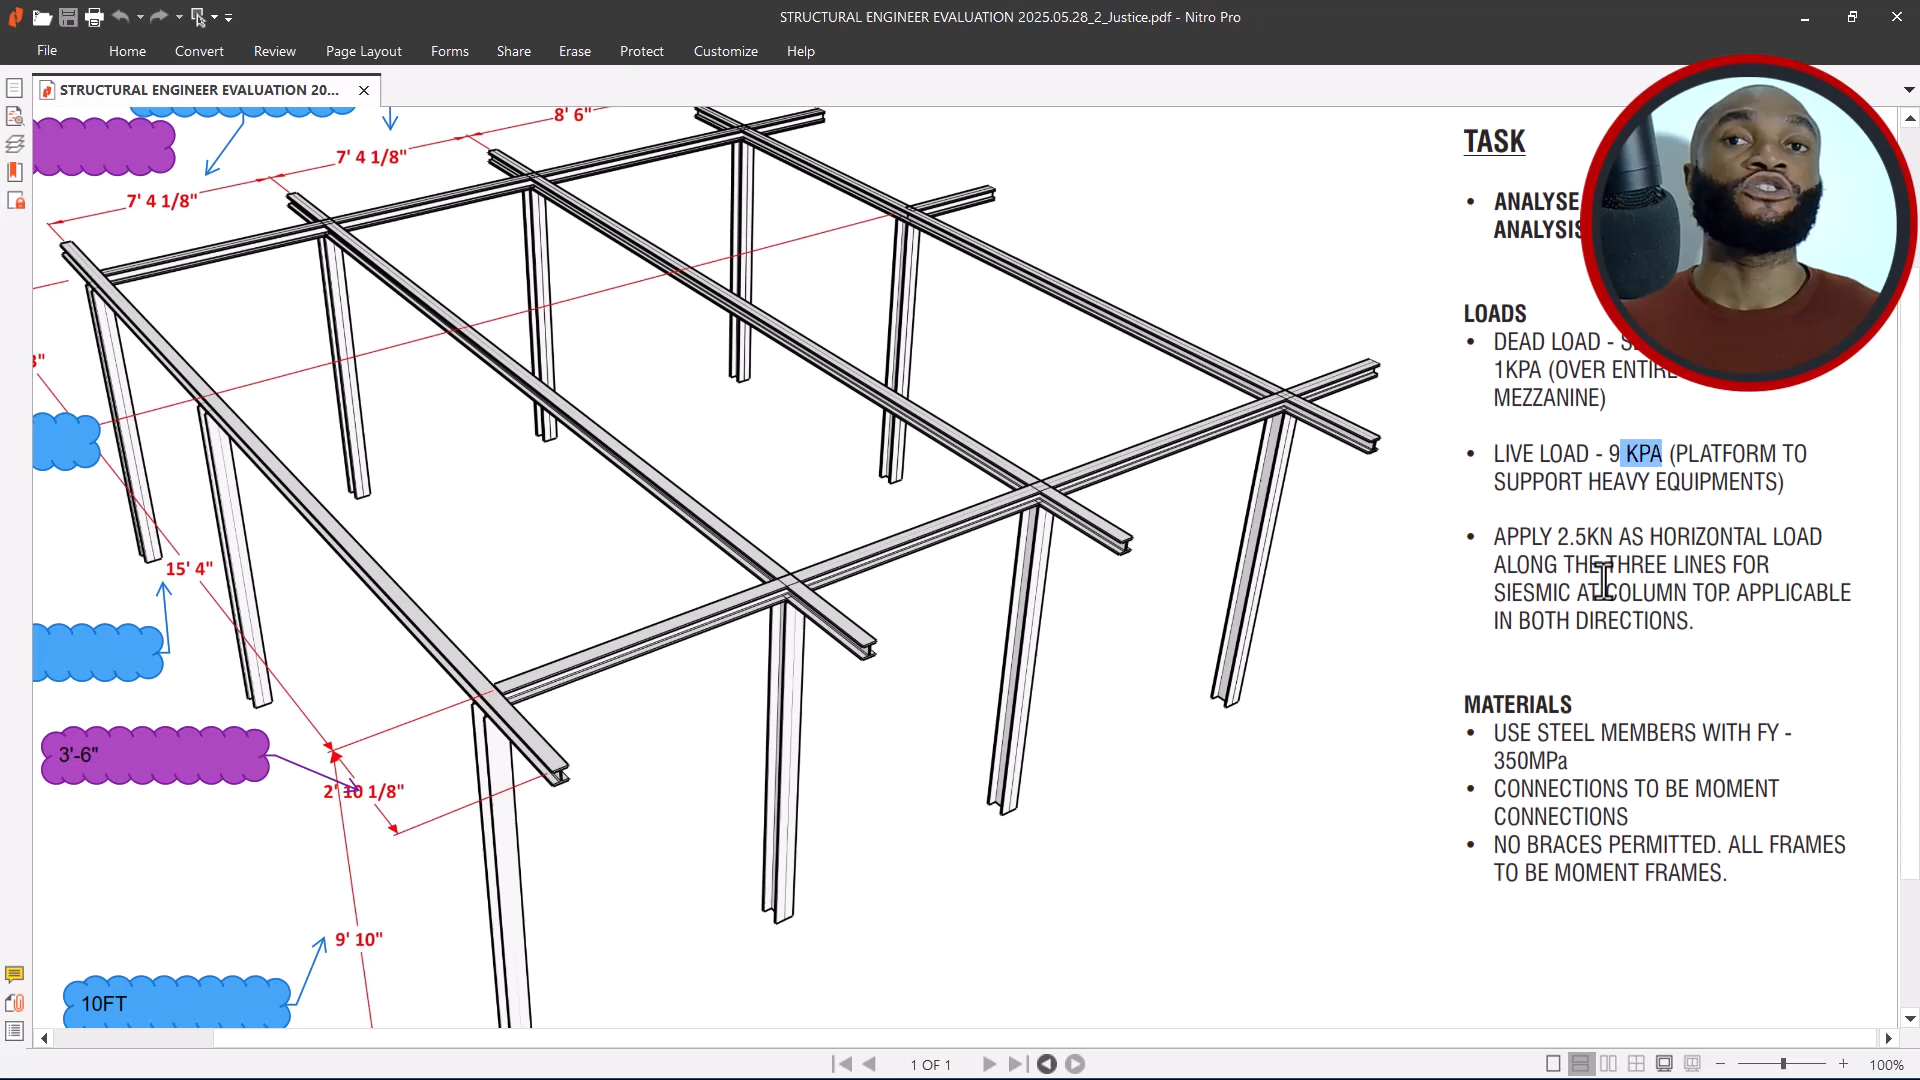 STRUCTURAL ENGINEER EVALUATION 2025.05.28_2_Justice.pdf - Nitro Pro
File Home Convert Review Page Layout Forms Share Erase Protect Customize Help
STRUCTURAL ENGINEER EVALUATION 20...
8' 6"
7' 4 1/8"
7' 4 1/8"
15' 4"
3'-6"
2' 10 1/8"
9' 10"
10FT
TASK
• ANALYSE
ANALYSIS
LOADS
• DEAD LOAD -
1KPA (OVER ENTIRE
MEZZANINE)
• LIVE LOAD - 9 KPA (PLATFORM TO
SUPPORT HEAVY EQUIPMENTS)
• APPLY 2.5KN AS HORIZONTAL LOAD
ALONG THE THREE LINES FOR
SIESMIC AT COLUMN TOP. APPLICABLE
IN BOTH DIRECTIONS.
MATERIALS
• USE STEEL MEMBERS WITH FY -
350MPa
• CONNECTIONS TO BE MOMENT
CONNECTIONS
• NO BRACES PERMITTED. ALL FRAMES
TO BE MOMENT FRAMES.
1 OF 1
100%